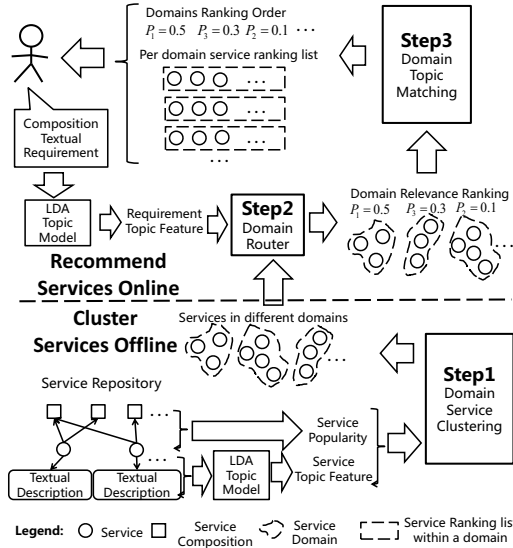 Domains Ranking Order
P₁ = 0.5 P₃ = 0.3 P₂ = 0.1 ...
Per domain service ranking list
...
...
...
...
Step3
Domain
Topic
Matching
Composition
Textual
Requirement
LDA
Topic
Model
Requirement
Topic Feature
Step2
Domain
Router
Domain Relevance Ranking
P₁ = 0.5 P₃ = 0.3 P₂ = 0.1
...
Recommend
Services Online
Cluster
Services Offline
Services in different domains
...
Step1
Domain
Service
Clustering
Service Repository
...
...
Textual
Description
Textual
Description
LDA
Topic
Model
Service
Popularity
Service
Topic Feature
Legend: Service Service Composition Service Domain Service Ranking list within a domain